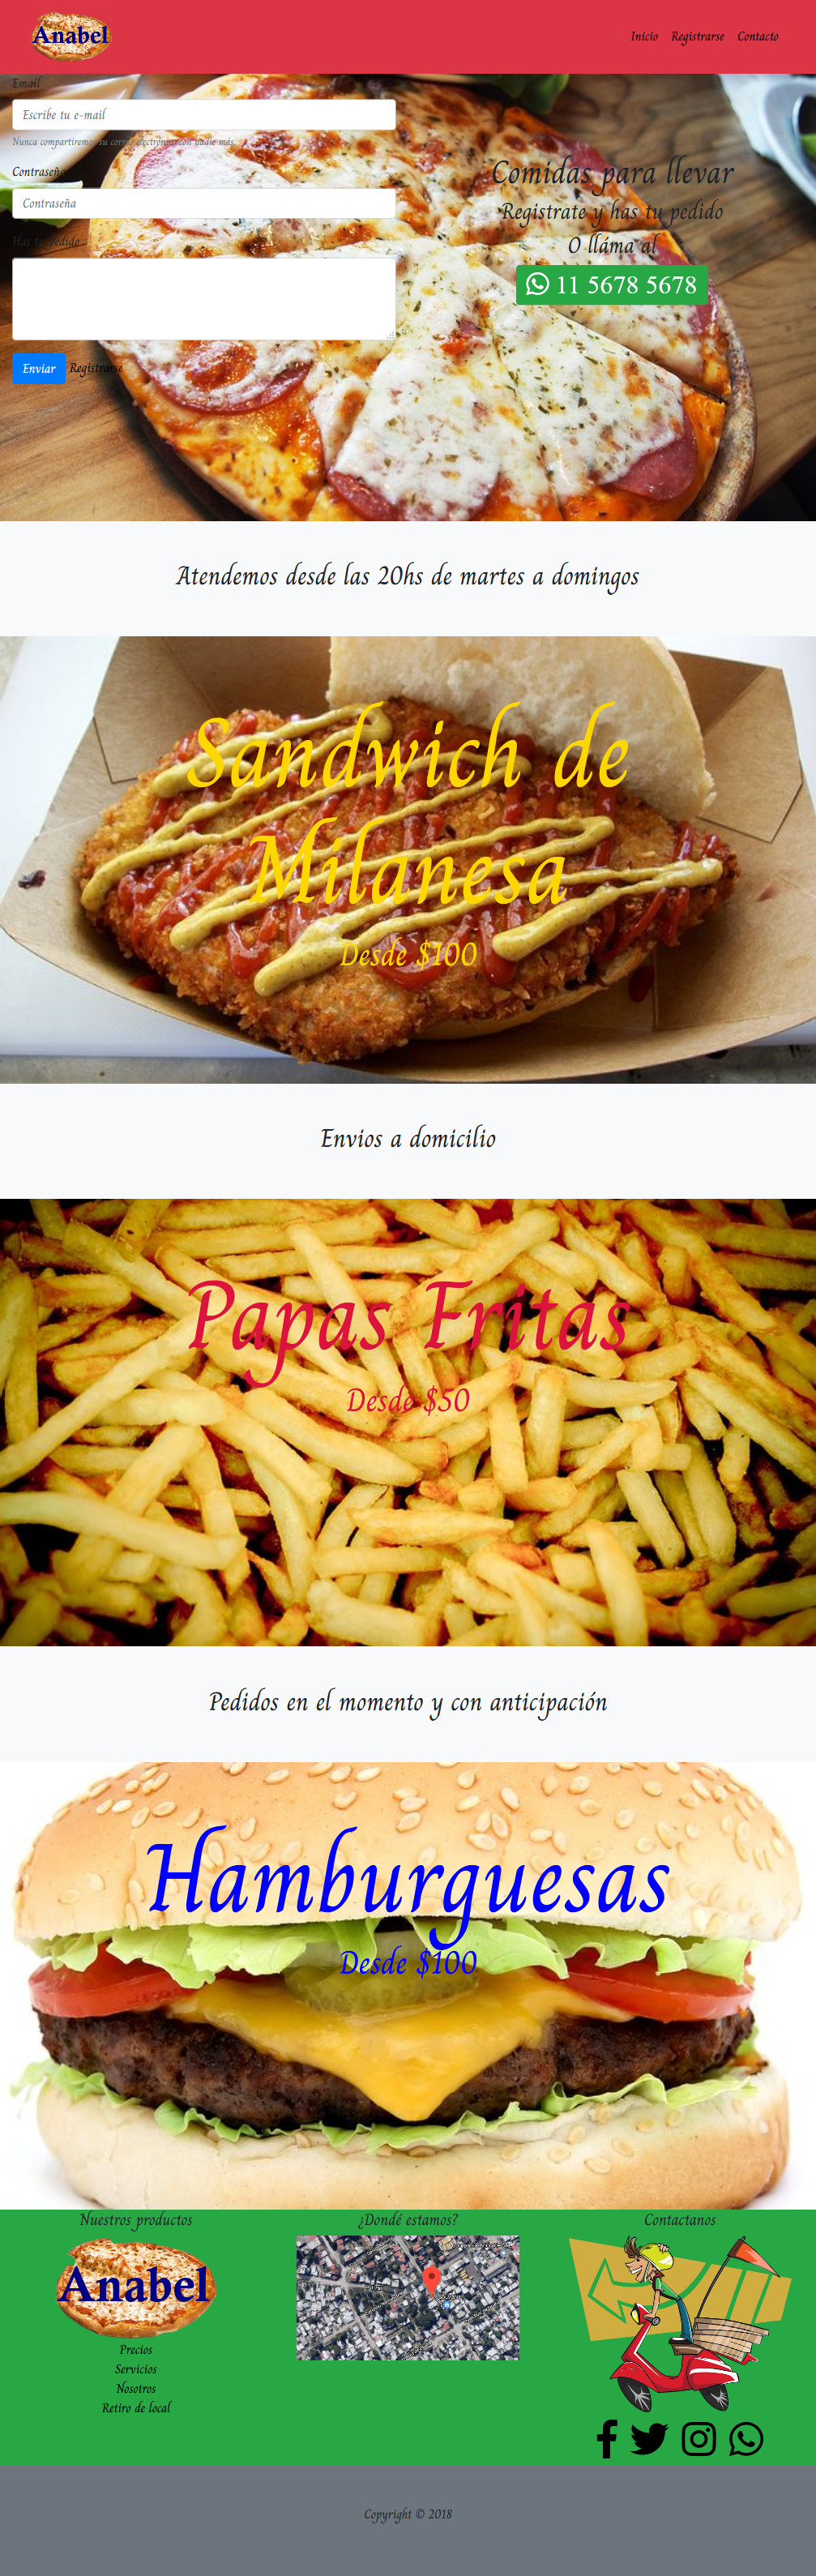 Anabel
Inicio Registrarse Contacto
Email
Escribe tu e-mail
Nunca compartiremos su correo electrónico con nadie más.
Contraseña
Contraseña
Has tu pedido
Enviar Registrarse
Comidas para llevar
Registrate y has tu pedido
O lláma al
11 5678 5678
Atendemos desde las 20hs de martes a domingos
Sandwich de
Milanesa
Desde $100
Envios a domicilio
Papas Fritas
Desde $50
Pedidos en el momento y con anticipación
Hamburguesas
Desde $100
Nuestros productos
Anabel
Precios
Servicios
Nosotros
Retiro de local
¿Dondé estamos?
Contactanos
Copyright © 2018